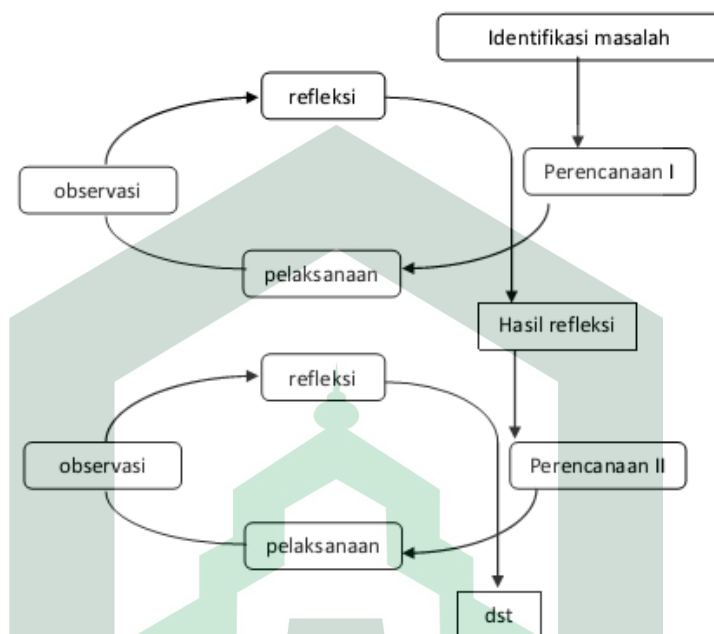 Identifikasi masalah
refleksi
Perencanaan I
observasi
pelaksanaan
Hasil refleksi
refleksi
observasi
Perencanaan II
pelaksanaan
dst